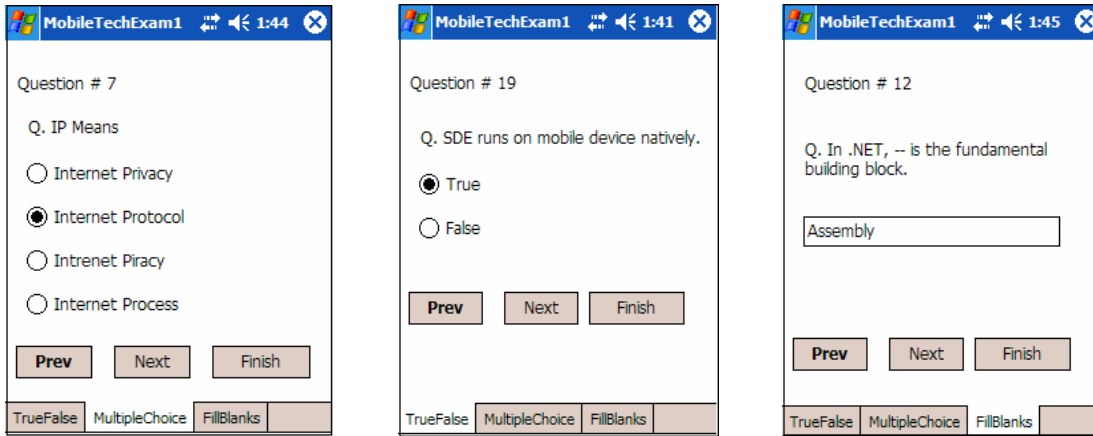 MobileTechExam1 1:44
Question # 7
Q. IP Means
Internet Privacy
Internet Protocol
Intrenet Piracy
Internet Process
Prev Next Finish
TrueFalse MultipleChoice FillBlanks
MobileTechExam1 1:41
Question # 19
Q. SDE runs on mobile device natively.
True
False
Prev Next Finish
TrueFalse MultipleChoice FillBlanks
MobileTechExam1 1:45
Question # 12
Q. In .NET, -- is the fundamental
building block.
Assembly
Prev Next Finish
TrueFalse MultipleChoice FillBlanks